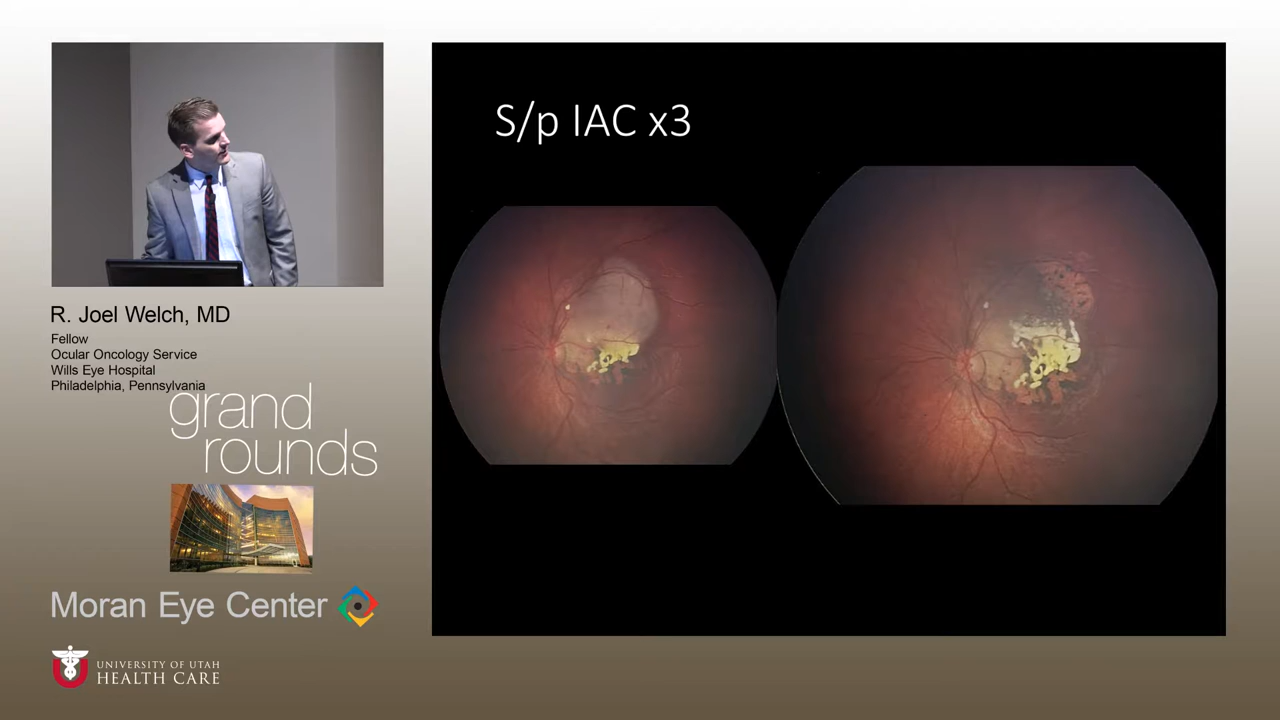 S/p IAC x3
R. Joel Welch, MD
Fellow
Ocular Oncology Service
Wills Eye Hospital
Philadelphia, Pennsylvania
grand
rounds
Moran Eye Center
UNIVERSITY OF UTAH
HEALTH CARE